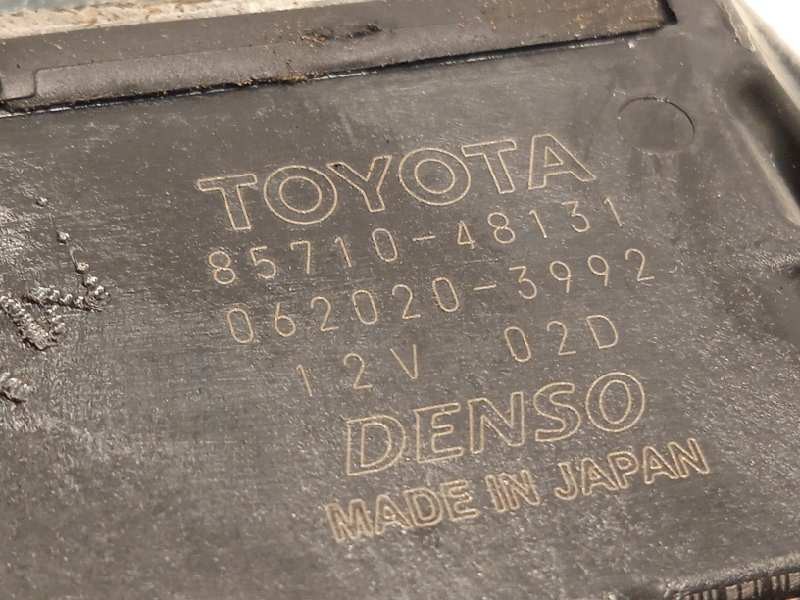 TOYOTA
85710-48131
062020-3992
12V 02D
DENSO
MADE IN JAPAN